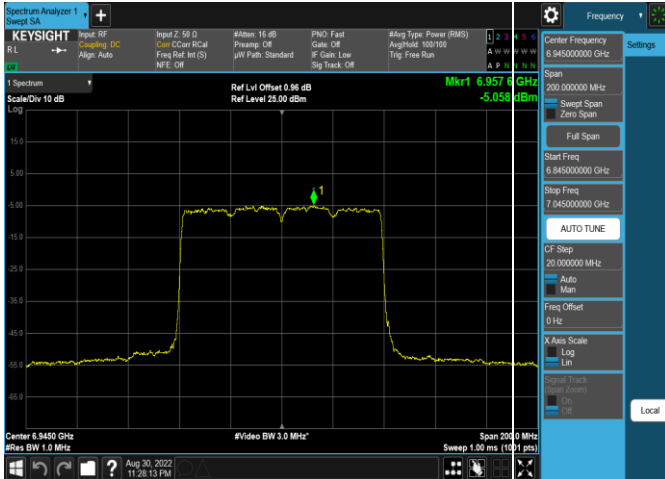 Spectrum Analyzer 1
Swept SA
+
KEYSIGHT
RL
LV
Input: RF
Coupling: DC
Align: Auto
Input Z: 50 Ω
Corr CCorr RCal
Freq Ref: Int (S)
NFE: Off
#Atten: 16 dB
Preamp: Off
µW Path: Standard
PNO: Fast
Gate: Off
IF Gain: Low
Sig Track: Off
#Avg Type: Power (RMS)
Avg|Hold: 100/100
Trig: Free Run
1 2 3 4 5 6
A W W W W W
A P N N N N
1 Spectrum
Scale/Div 10 dB
Log
Ref Lvl Offset 0.96 dB
Ref Level 25.00 dBm
Mkr1 6.957 6 GHz
-5.058 dBm
15.0
5.00
-5.00
-15.0
-25.0
-35.0
-45.0
-55.0
-65.0
1
Center 6.9450 GHz
#Res BW 1.0 MHz
#Video BW 3.0 MHz*
Span 200.0 MHz
Sweep 1.00 ms (1001 pts)
?
Aug 30, 2022
11:28:13 PM
Frequency
Settings
Center Frequency
6.945000000 GHz
Span
200.000000 MHz
Swept Span
Zero Span
Full Span
Start Freq
6.845000000 GHz
Stop Freq
7.045000000 GHz
AUTO TUNE
CF Step
20.000000 MHz
Auto
Man
Freq Offset
0 Hz
X Axis Scale
Log
Lin
Signal Track
(Span Zoom)
On
Off
Local